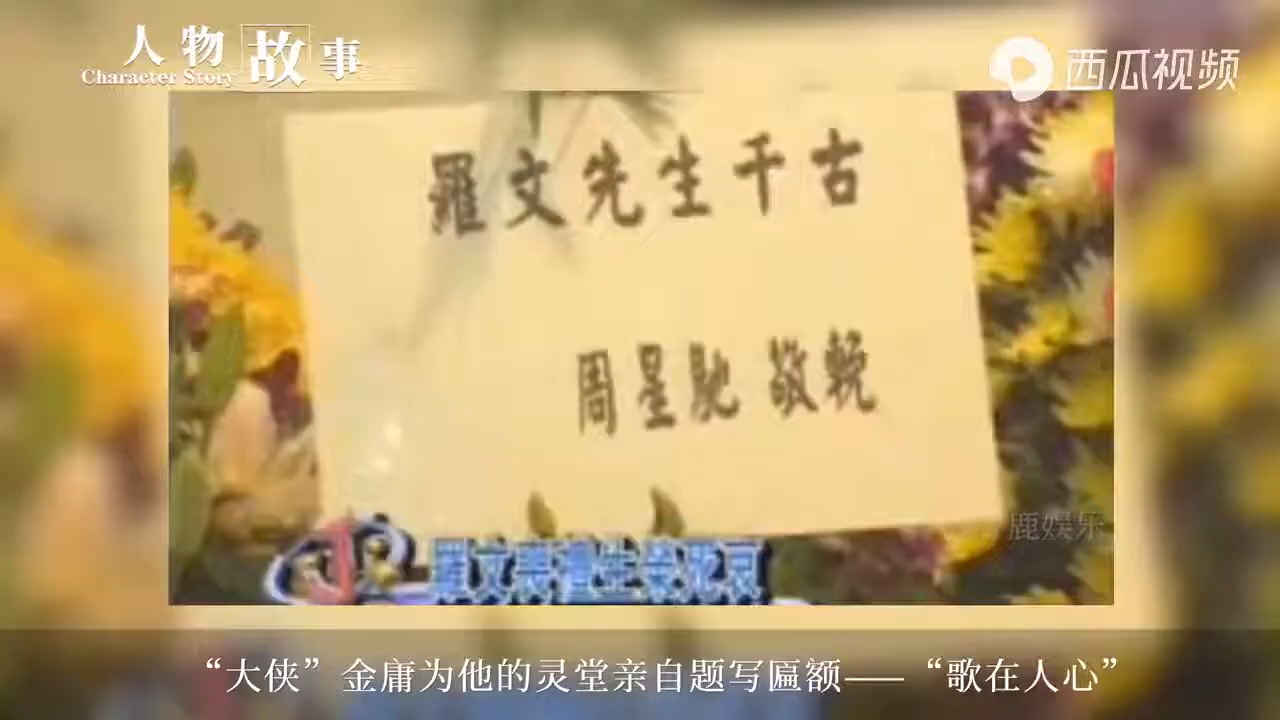 人物故事
Character Story
西瓜视频
羅文先生千古
周星馳 敬輓
鹿娱乐
“大侠”金庸为他的灵堂亲自题写匾额——“歌在人心”